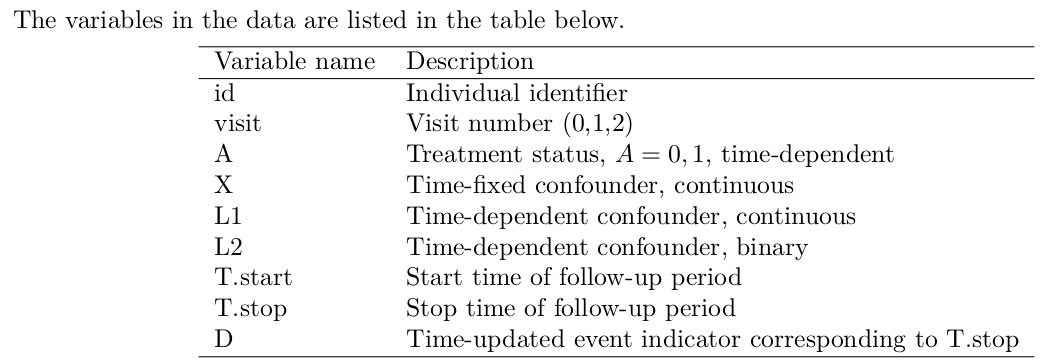 The variables in the data are listed in the table below.
Variable name Description
id Individual identifier
visit Visit number (0,1,2)
A Treatment status, A = 0, 1, time-dependent
X Time-fixed confounder, continuous
L1 Time-dependent confounder, continuous
L2 Time-dependent confounder, binary
T.start Start time of follow-up period
T.stop Stop time of follow-up period
D Time-updated event indicator corresponding to T.stop